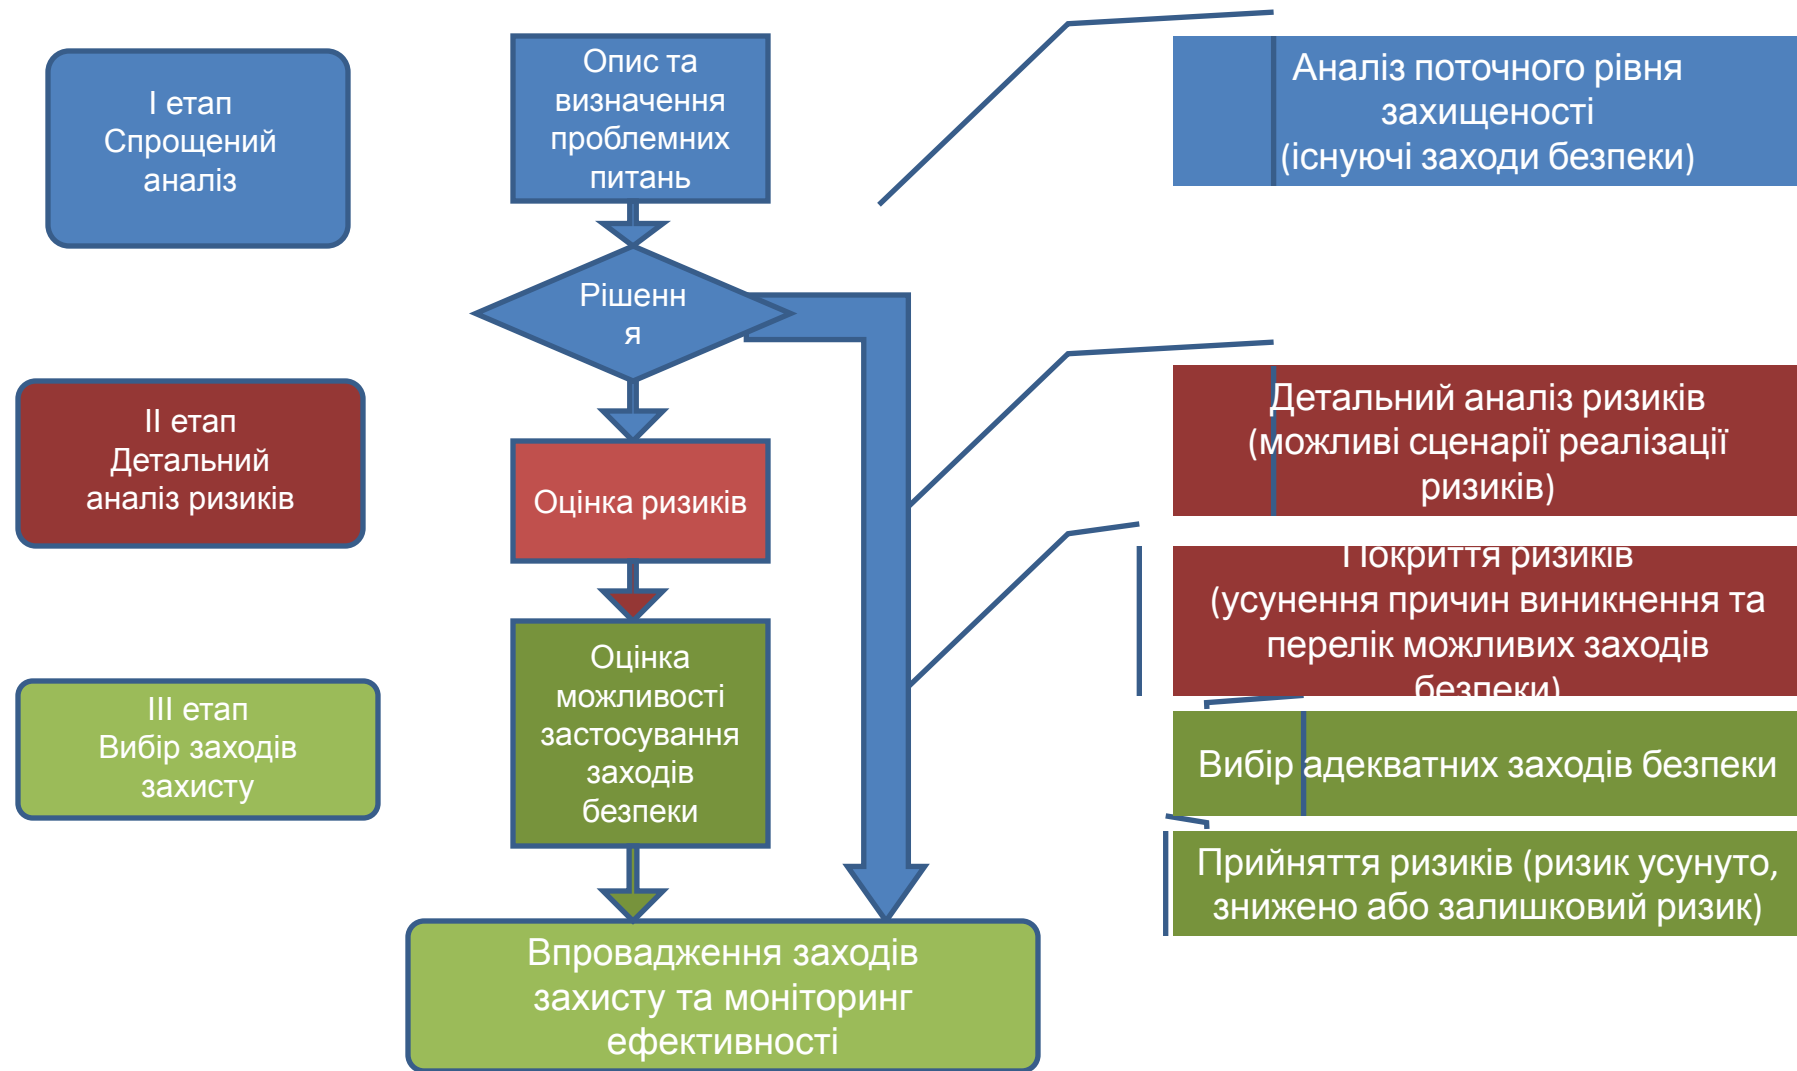 І етап
Спрощений
аналіз
Опис та
визначення
проблемних
питань
Аналіз поточного рівня
захищеності
(існуючі заходи безпеки)
Рішенн
я
ІІ етап
Детальний
аналіз ризиків
Оцінка ризиків
Детальний аналіз ризиків
(можливі сценарії реалізації
ризиків)
Покриття ризиків
(усунення причин виникнення та
перелік можливих заходів
безпеки)
ІІІ етап
Вибір заходів
захисту
Оцінка
можливості
застосування
заходів
безпеки
Вибір адекватних заходів безпеки
Прийняття ризиків (ризик усунуто,
знижено або залишковий ризик)
Впровадження заходів
захисту та моніторинг
ефективності